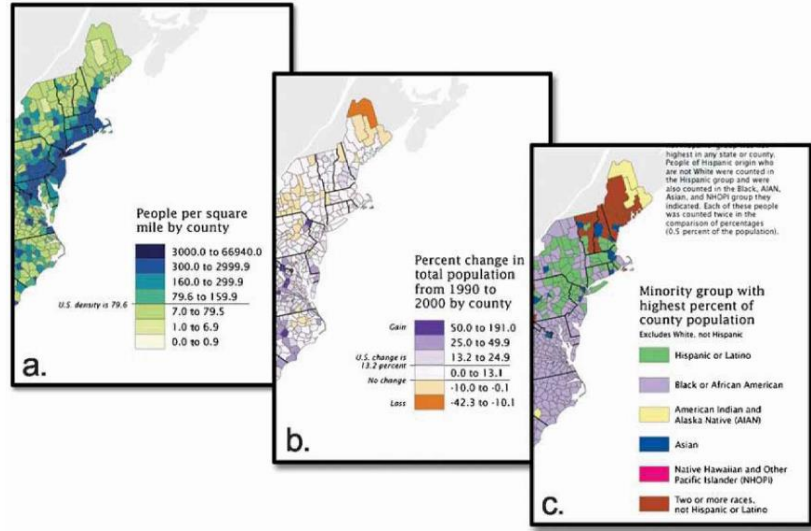 People per square
mile by county
3000.0 to 66940.0
300.0 to 2999.9
160.0 to 299.9
79.6 to 159.9
U.S. density is 79.6
7.0 to 79.5
1.0 to 6.9
0.0 to 0.9
a.
Percent change in
total population
from 1990 to
2000 by county
Gain
50.0 to 191.0
25.0 to 49.9
U.S. change is
13.2 percent
13.2 to 24.9
0.0 to 13.1
No change
-10.0 to -0.1
Loss
-42.3 to -10.1
b.
highest in any state or county.
People of Hispanic origin who
are not White were counted in
the Hispanic group and were
also counted in the Black, AIAN,
Asian, and NHOPI group they
indicated. Each of these people
was counted twice in the
comparison of percentages
(0.5 percent of the population).
Minority group with
highest percent of
county population
Excludes White, not Hispanic
Hispanic or Latino
Black or African American
American Indian and
Alaska Native (AIAN)
Asian
Native Hawaiian and Other
Pacific Islander (NHOPI)
Two or more races,
not Hispanic or Latino
c.